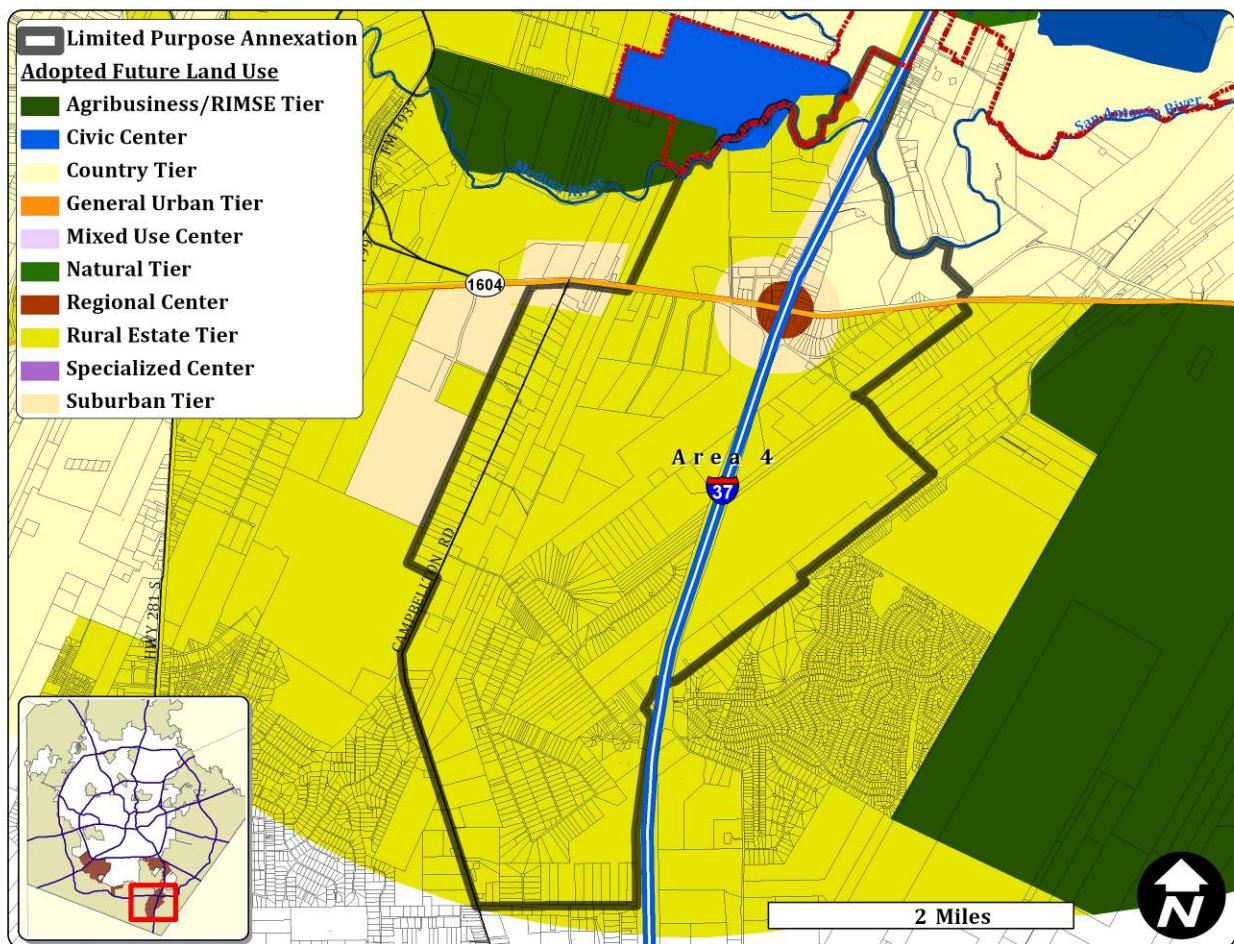 Limited Purpose Annexation
Adopted Future Land Use
Agribusiness/RIMSE Tier
Civic Center
Country Tier
General Urban Tier
Mixed Use Center
Natural Tier
Regional Center
Rural Estate Tier
Specialized Center
Suburban Tier
FM 1937
Medina River
San Antonio River
1604
Area 4
37
CAMPBELLTON RD
HWY 281 S
2 Miles
N